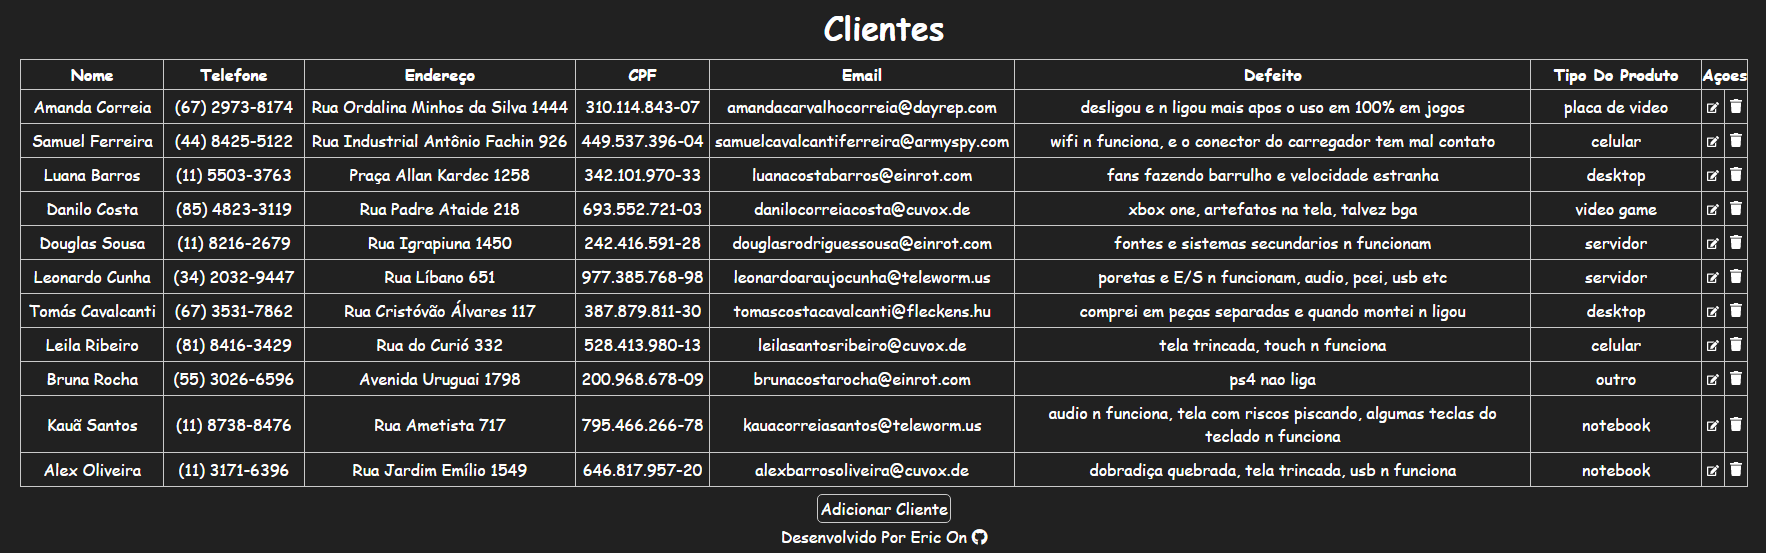 Clientes
Nome Telefone Endereço CPF Email Defeito Tipo Do Produto Açoes
Amanda Correia (67) 2973-8174 Rua Ordalina Minhos da Silva 1444 310.114.843-07 amandacarvalhocorreia@dayrep.com desligou e n ligou mais apos o uso em 100% em jogos placa de video
Samuel Ferreira (44) 8425-5122 Rua Industrial Antônio Fachin 926 449.537.396-04 samuelcavalcantiferreira@armyspy.com wifi n funciona, e o conector do carregador tem mal contato celular
Luana Barros (11) 5503-3763 Praça Allan Kardec 1258 342.101.970-33 luanacostabarros@einrot.com fans fazendo barrulho e velocidade estranha desktop
Danilo Costa (85) 4823-3119 Rua Padre Ataide 218 693.552.721-03 danilocorreiacosta@cuvox.de xbox one, artefatos na tela, talvez bga video game
Douglas Sousa (11) 8216-2679 Rua Igrapiuna 1450 242.416.591-28 douglasrodriguessousa@einrot.com fontes e sistemas secundarios n funcionam servidor
Leonardo Cunha (34) 2032-9447 Rua Líbano 651 977.385.768-98 leonardoaraujocunha@teleworm.us poretas e E/S n funcionam, audio, pcei, usb etc servidor
Tomás Cavalcanti (67) 3531-7862 Rua Cristóvão Álvares 117 387.879.811-30 tomascostacavalcanti@fleckens.hu comprei em peças separadas e quando montei n ligou desktop
Leila Ribeiro (81) 8416-3429 Rua do Curió 332 528.413.980-13 leilasantosribeiro@cuvox.de tela trincada, touch n funciona celular
Bruna Rocha (55) 3026-6596 Avenida Uruguai 1798 200.968.678-09 brunacostarocha@einrot.com ps4 nao liga outro
Kauã Santos (11) 8738-8476 Rua Ametista 717 795.466.266-78 kauacorreiasantos@teleworm.us audio n funciona, tela com riscos piscando, algumas teclas do
teclado n funciona notebook
Alex Oliveira (11) 3171-6396 Rua Jardim Emílio 1549 646.817.957-20 alexbarrosoliveira@cuvox.de dobradiça quebrada, tela trincada, usb n funciona notebook
Adicionar Cliente
Desenvolvido Por Eric On